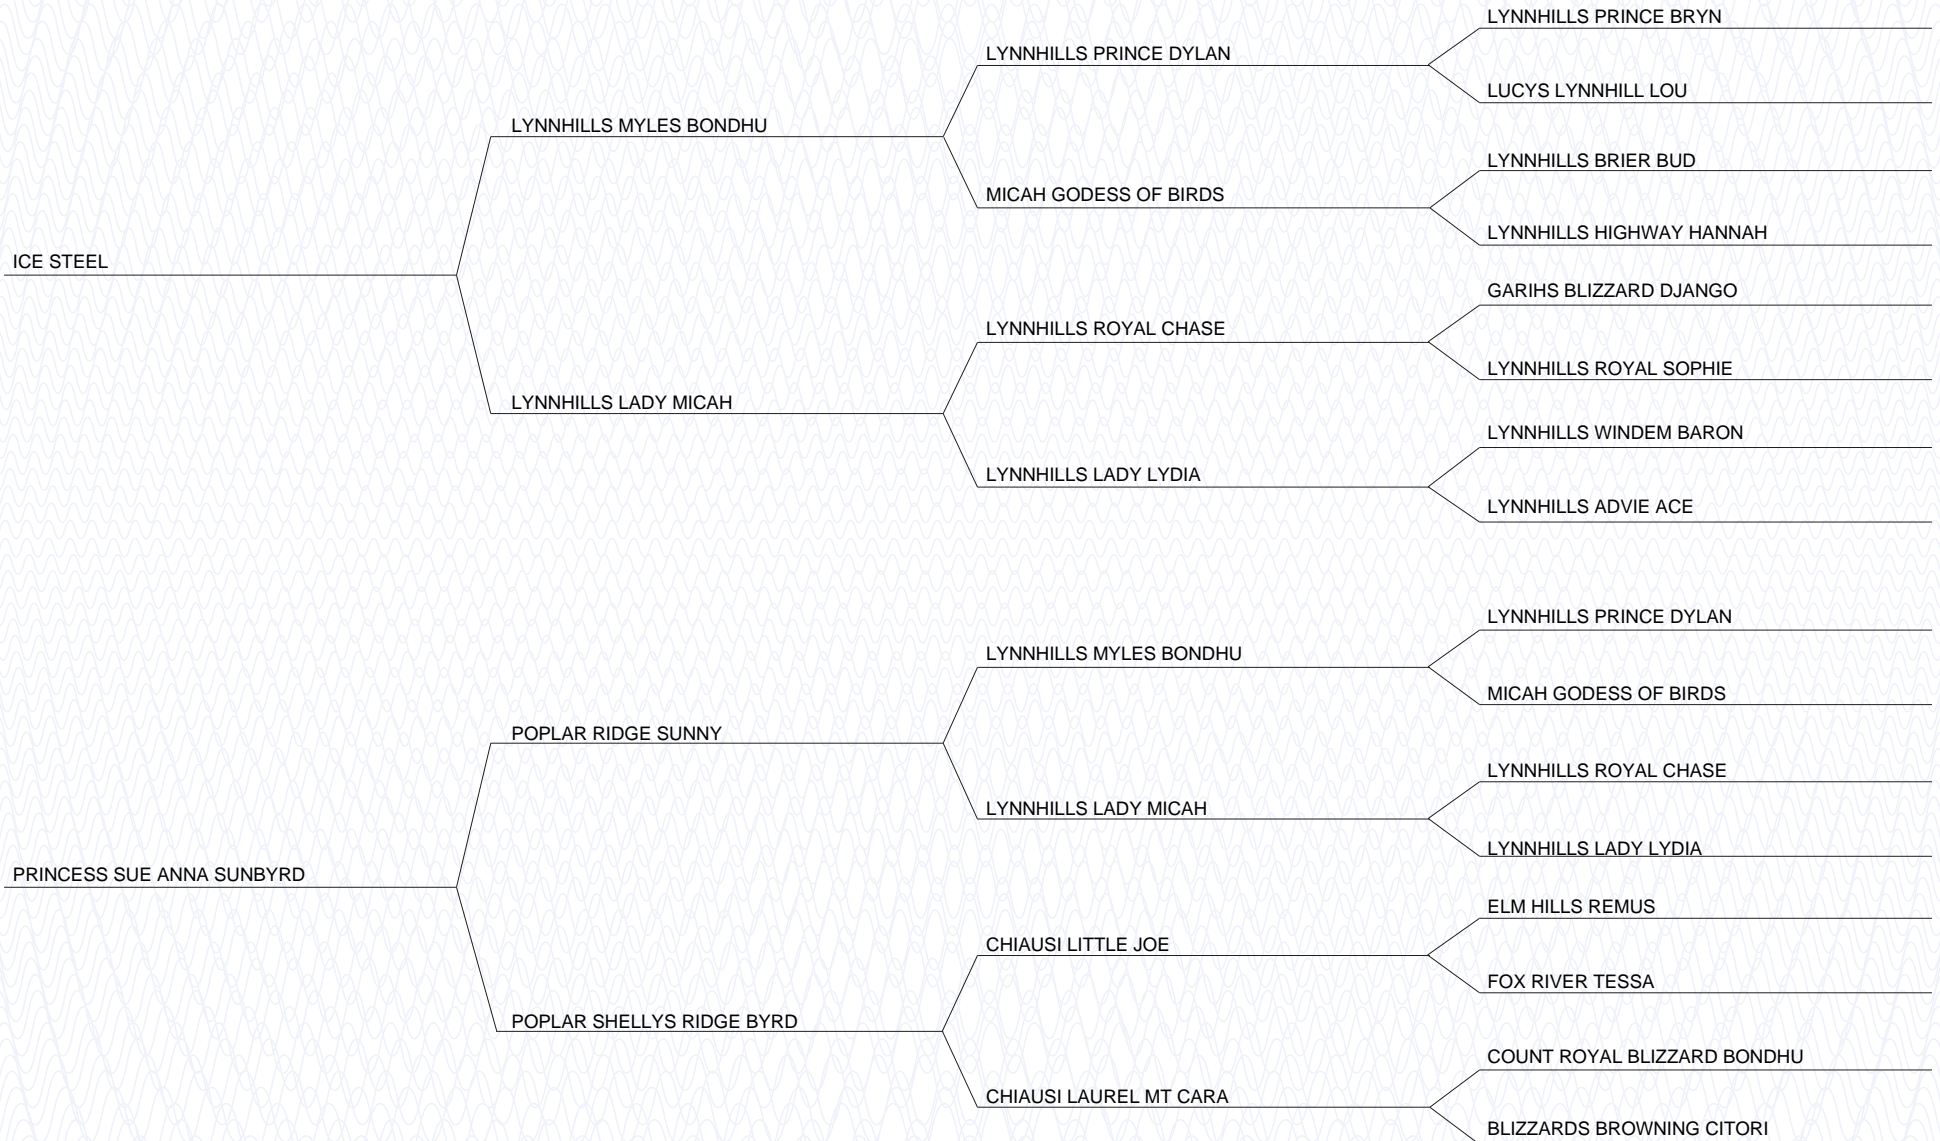 LYNNHILLS PRINCE BRYN
LYNNHILLS PRINCE DYLAN
LUCYS LYNNHILL LOU
LYNNHILLS MYLES BONDHU
LYNNHILLS BRIER BUD
MICAH GODESS OF BIRDS
LYNNHILLS HIGHWAY HANNAH
ICE STEEL
GARIHS BLIZZARD DJANGO
LYNNHILLS ROYAL CHASE
LYNNHILLS ROYAL SOPHIE
LYNNHILLS LADY MICAH
LYNNHILLS WINDEM BARON
LYNNHILLS LADY LYDIA
LYNNHILLS ADVIE ACE
LYNNHILLS PRINCE DYLAN
LYNNHILLS MYLES BONDHU
MICAH GODESS OF BIRDS
POPLAR RIDGE SUNNY
LYNNHILLS ROYAL CHASE
LYNNHILLS LADY MICAH
LYNNHILLS LADY LYDIA
PRINCESS SUE ANNA SUNBYRD
ELM HILLS REMUS
CHIAUSI LITTLE JOE
FOX RIVER TESSA
POPLAR SHELLYS RIDGE BYRD
COUNT ROYAL BLIZZARD BONDHU
CHIAUSI LAUREL MT CARA
BLIZZARDS BROWNING CITORI